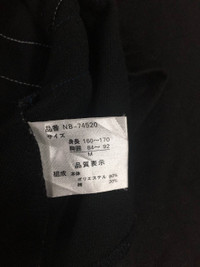 品番 NB-74520
サイズ
身長 160〜170
胸囲 84〜92
M
品質表示
組成 本体
ポリエステル 80%
綿 20%